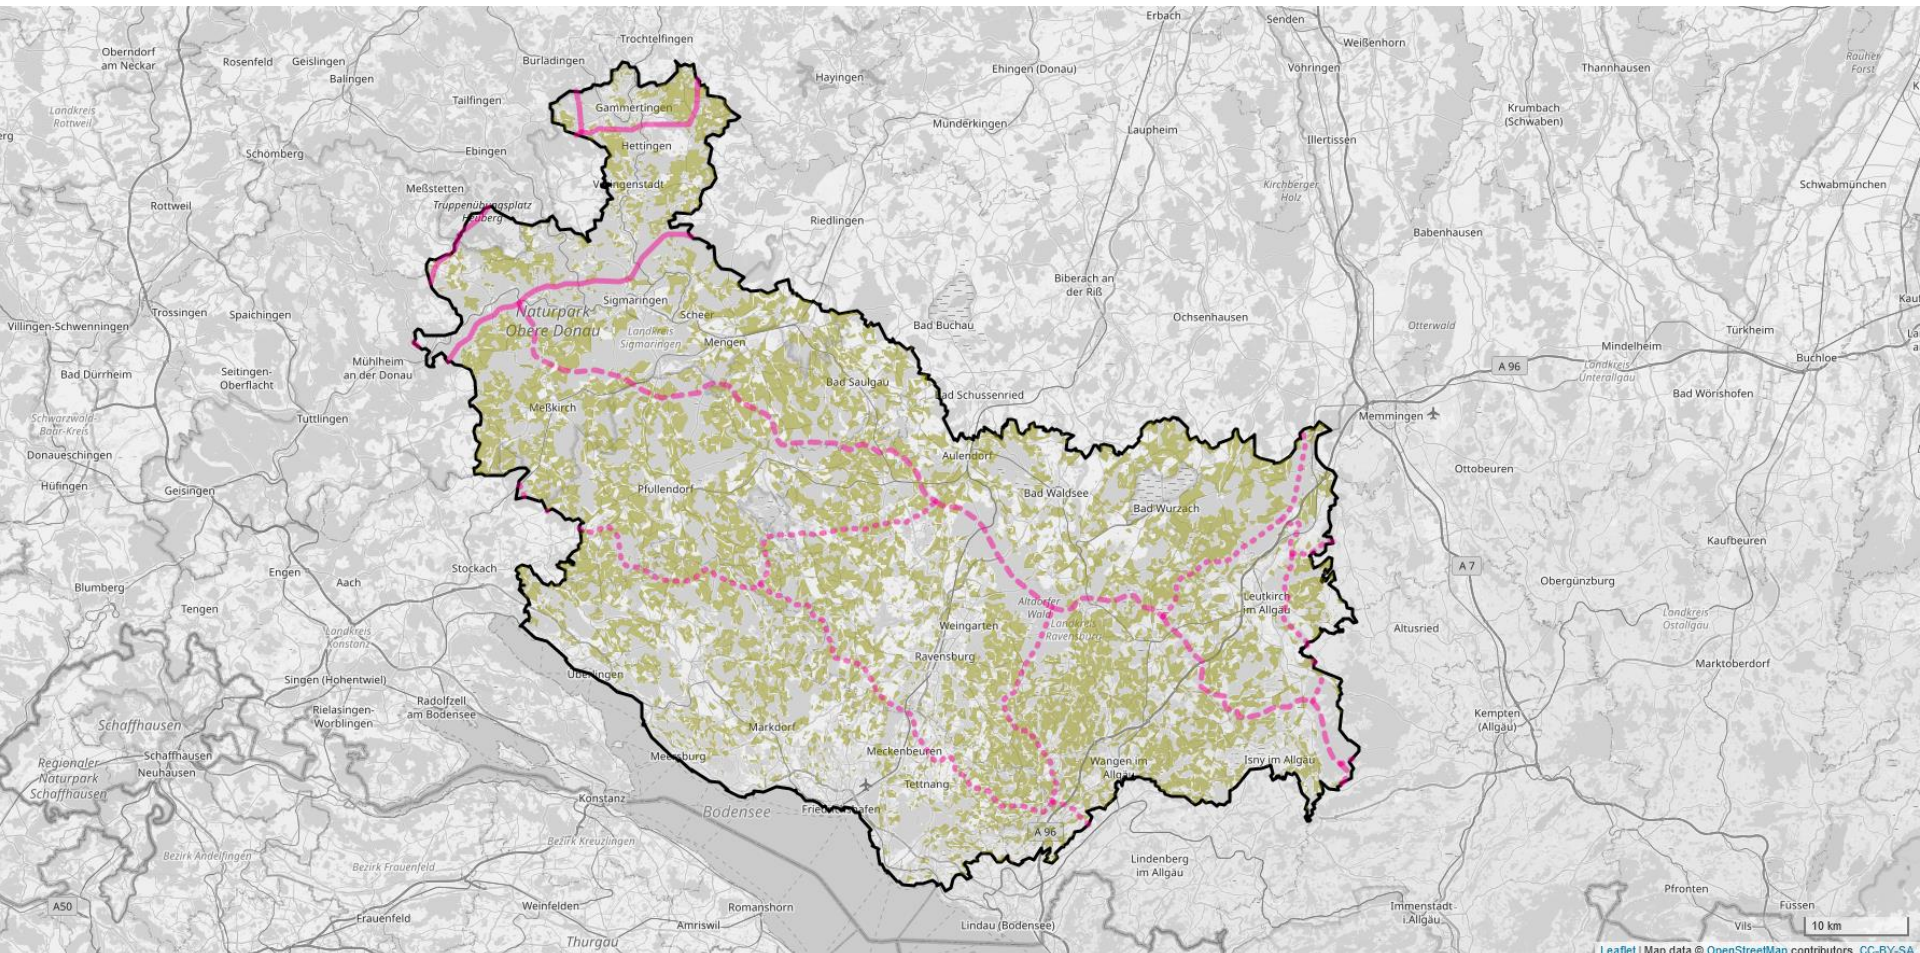 Erbach
Senden
Trochtelfingen
Weißenhorn
Oberndorf
am Neckar
Rosenfeld
Geislingen
Burladingen
Balingen
Hayingen
Ehingen (Donau)
Vöhringen
Thannhausen
Rauher
Forst
Landkreis
Rottweil
Tailfingen
Gammertingen
Munderkingen
Laupheim
Krumbach
(Schwaben)
Illertissen
Schömberg
Ebingen
Hettingen
Meßstetten
Kirchberger
Holz
Schwabmünchen
Rottweil
Truppenübungsplatz
Heuberg
Riedlingen
Babenhausen
Biberach an
der Riß
Sigmaringen
Villingen-Schwenningen
Trossingen
Spaichingen
Naturpark
Obere Donau
Scheer
Landkreis
Sigmaringen
Mengen
Bad Buchau
Ochsenhausen
Otterwald
Türkheim
Mindelheim
Buchloe
Mühlheim
an der Donau
Bad Dürrheim
Seitingen-
Oberflacht
A 96
Landkreis
Unterallgäu
Bad Saulgau
Bad Schussenried
Bad Wörishofen
Schwarzwald-
Baar-Kreis
Tuttlingen
Meßkirch
Memmingen
Donaueschingen
Aulendorf
Ottobeuren
Hüfingen
Geisingen
Pfullendorf
Bad Waldsee
Bad Wurzach
Kaufbeuren
Blumberg
Engen
Aach
Stockach
A 7
Obergünzburg
Tengen
Altdorfer
Wald
Leutkirch
im Allgäu
Landkreis
Konstanz
Weingarten
Landkreis
Ravensburg
Altusried
Landkreis
Ostallgäu
Ravensburg
Marktoberdorf
Singen (Hohentwiel)
Überlingen
Radolfzell
am Bodensee
Rielasingen-
Worblingen
Schaffhausen
Markdorf
Kempten
(Allgäu)
Schaffhausen
Neuhausen
Meersburg
Meckenbeuren
Wangen im
Allgäu
Isny im Allgäu
Regionaler
Naturpark
Schaffhausen
Tettnang
Konstanz
Bodensee
Friedrichshafen
A 96
Bezirk Kreuzlingen
Bezirk Andelfingen
Bezirk Frauenfeld
Lindenberg
im Allgäu
Pfronten
A50
Weinfelden
Romanshorn
Immenstadt
i.Allgäu
Füssen
Frauenfeld
Amriswil
Lindau (Bodensee)
Vils
10 km
Thurgau
Leaflet | Map data © OpenStreetMap contributors, CC-BY-SA